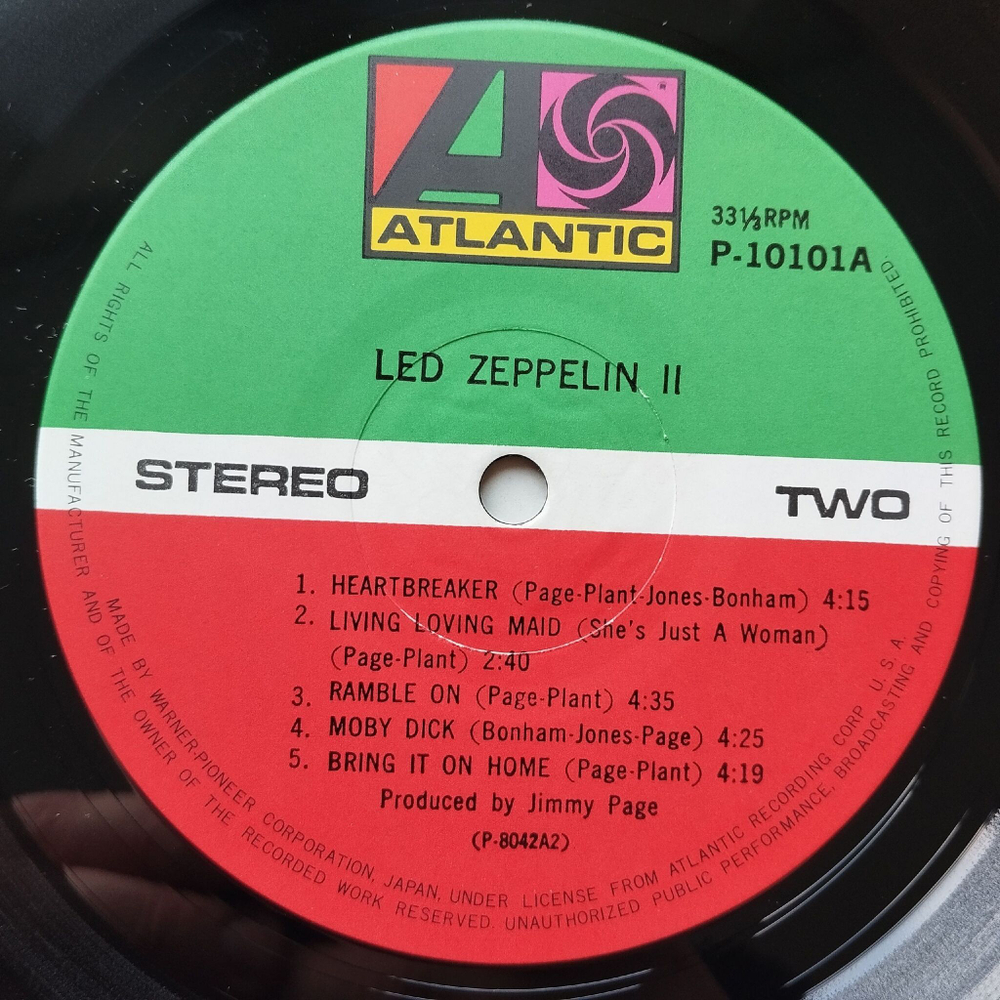 ATLANTIC
33⅓RPM
P-10101A
LED ZEPPELIN II
STEREO
TWO
1. HEARTBREAKER (Page-Plant-Jones-Bonham) 4:15
2. LIVING LOVING MAID (She's Just A Woman)
(Page-Plant) 2:40
3. RAMBLE ON (Page-Plant) 4:35
4. MOBY DICK (Bonham-Jones-Page) 4:25
5. BRING IT ON HOME (Page-Plant) 4:19
Produced by Jimmy Page
(P-8042A2)
MADE BY WARNER-PIONEER CORPORATION, JAPAN, UNDER LICENSE FROM ATLANTIC RECORDING CORP U.S.A.
ALL RIGHTS OF THE MANUFACTURER AND OF THE OWNER OF THE RECORDED WORK RESERVED. UNAUTHORIZED PUBLIC PERFORMANCE, BROADCASTING AND COPYING OF THIS RECORD PROHIBITED.